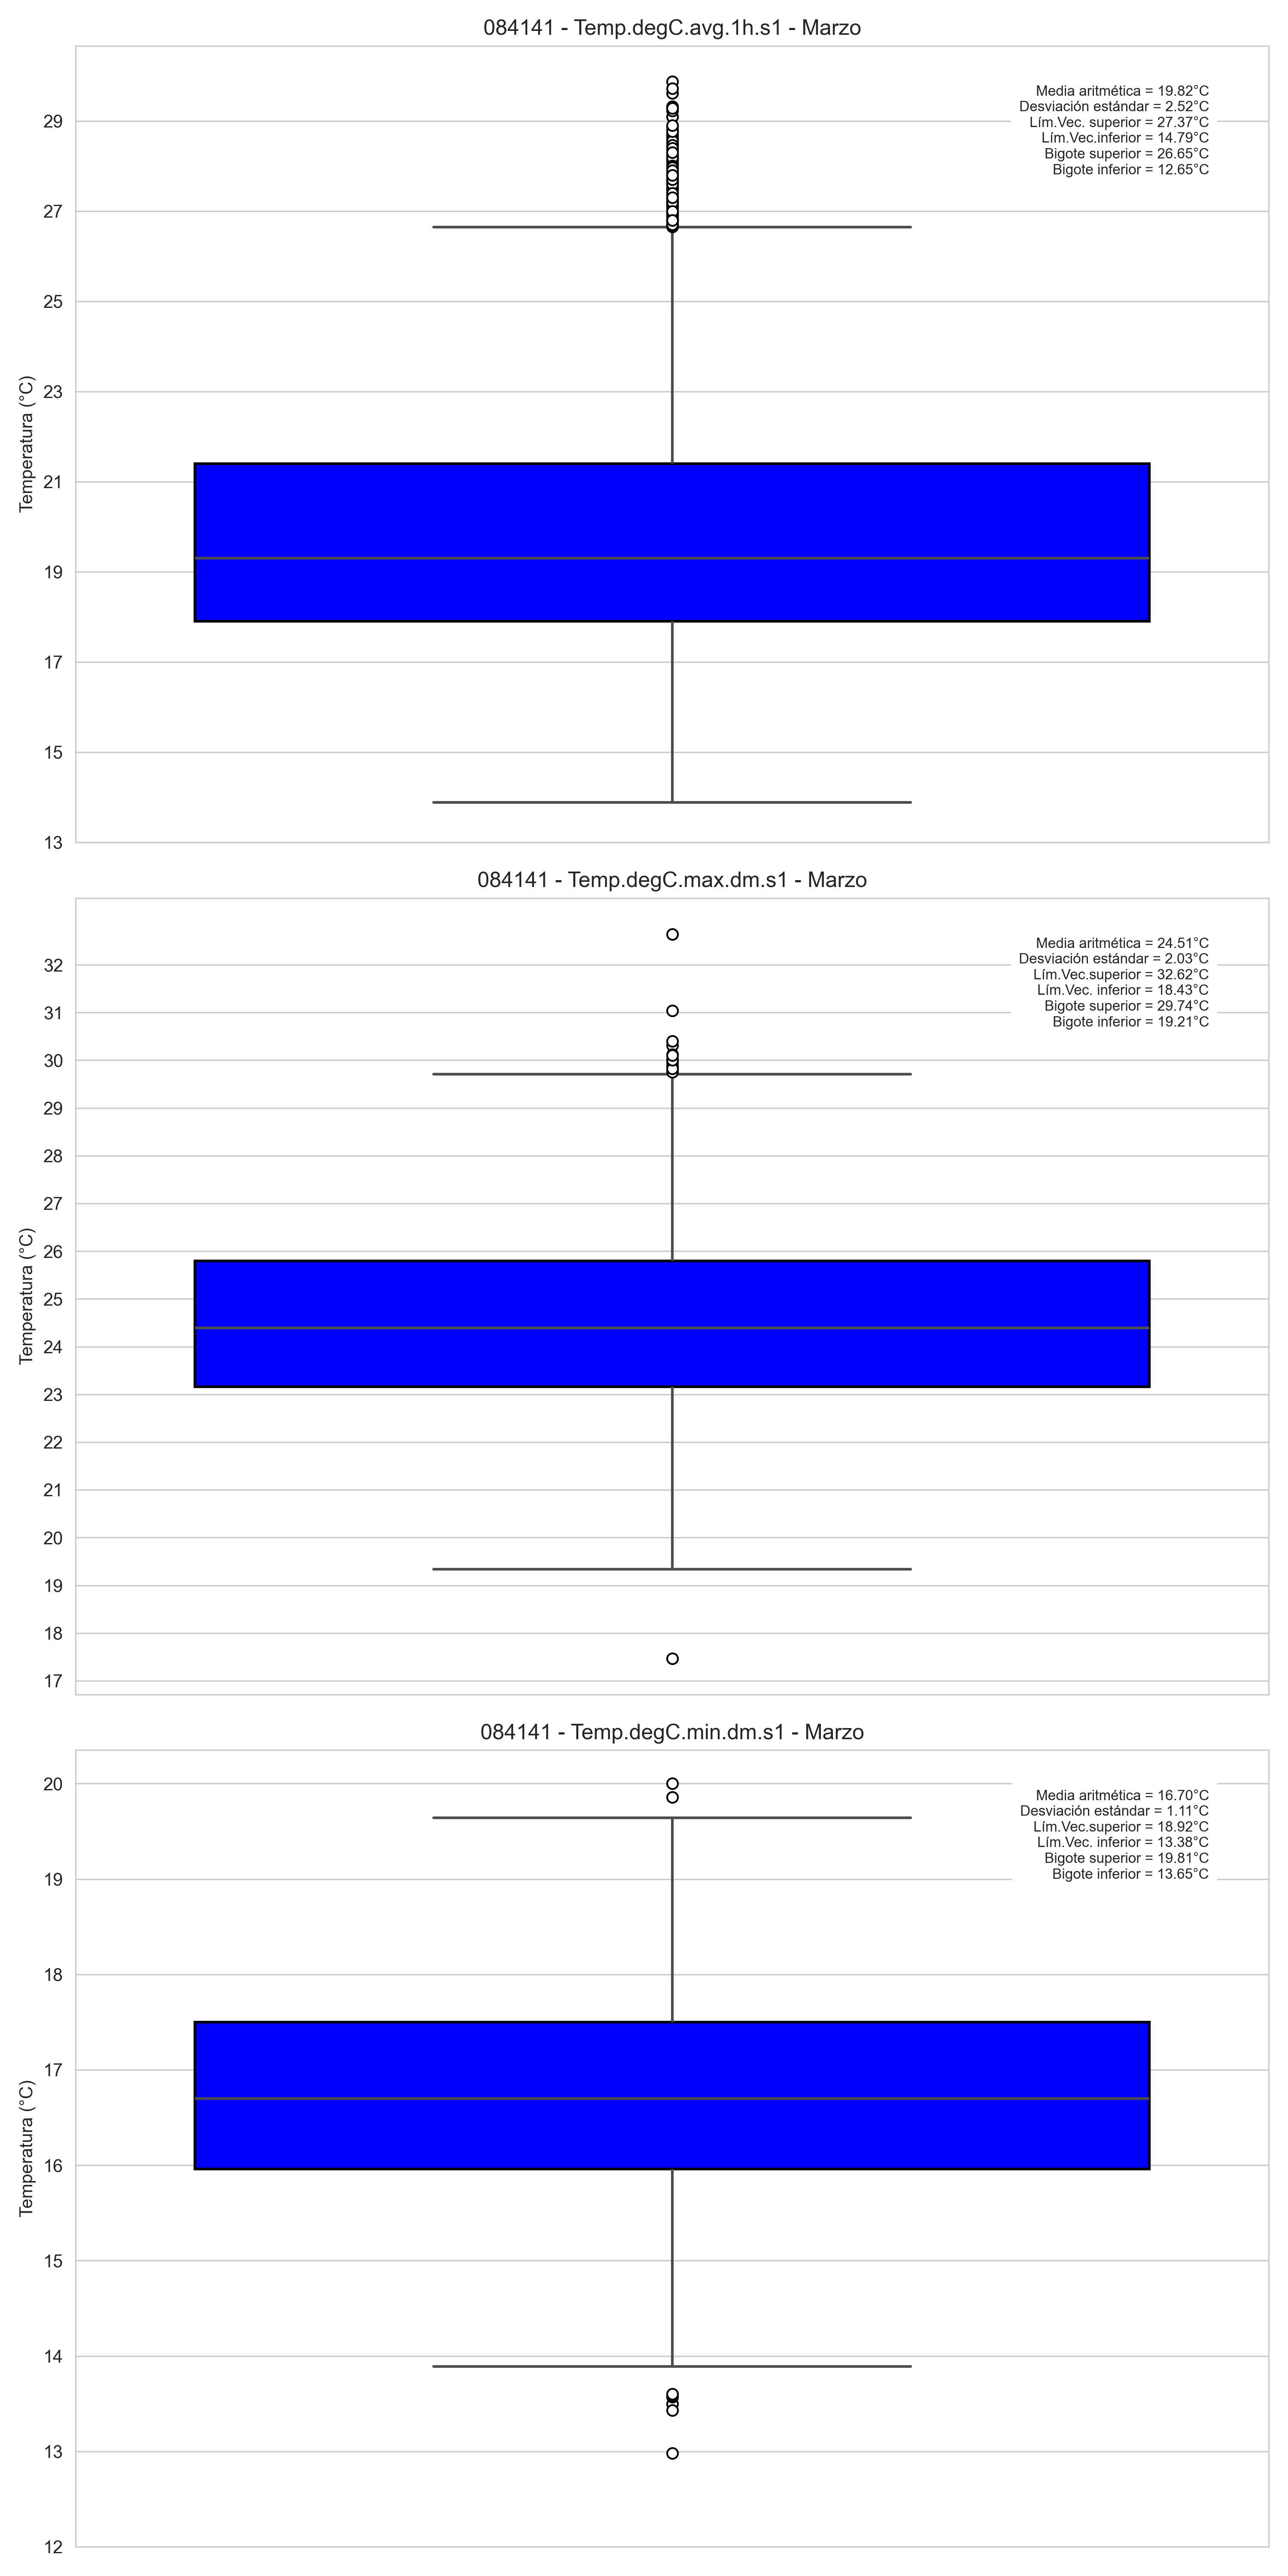 084141 - Temp.degC.avg.1h.s1 - Marzo
Media aritmética = 19.82°C
Desviación estándar = 2.52°C
Lím.Vec. superior = 27.37°C
Lím.Vec.inferior = 14.79°C
Bigote superior = 26.65°C
Bigote inferior = 12.65°C
29
27
25
23
21
19
17
15
13
Temperatura (°C)
084141 - Temp.degC.max.dm.s1 - Marzo
Media aritmética = 24.51°C
Desviación estándar = 2.03°C
Lím.Vec.superior = 32.62°C
Lím.Vec. inferior = 18.43°C
Bigote superior = 29.74°C
Bigote inferior = 19.21°C
32
31
30
29
28
27
26
25
24
23
22
21
20
19
18
17
Temperatura (°C)
084141 - Temp.degC.min.dm.s1 - Marzo
Media aritmética = 16.70°C
Desviación estándar = 1.11°C
Lím.Vec.superior = 18.92°C
Lím.Vec. inferior = 13.38°C
Bigote superior = 19.81°C
Bigote inferior = 13.65°C
20
19
18
17
16
15
14
13
12
Temperatura (°C)